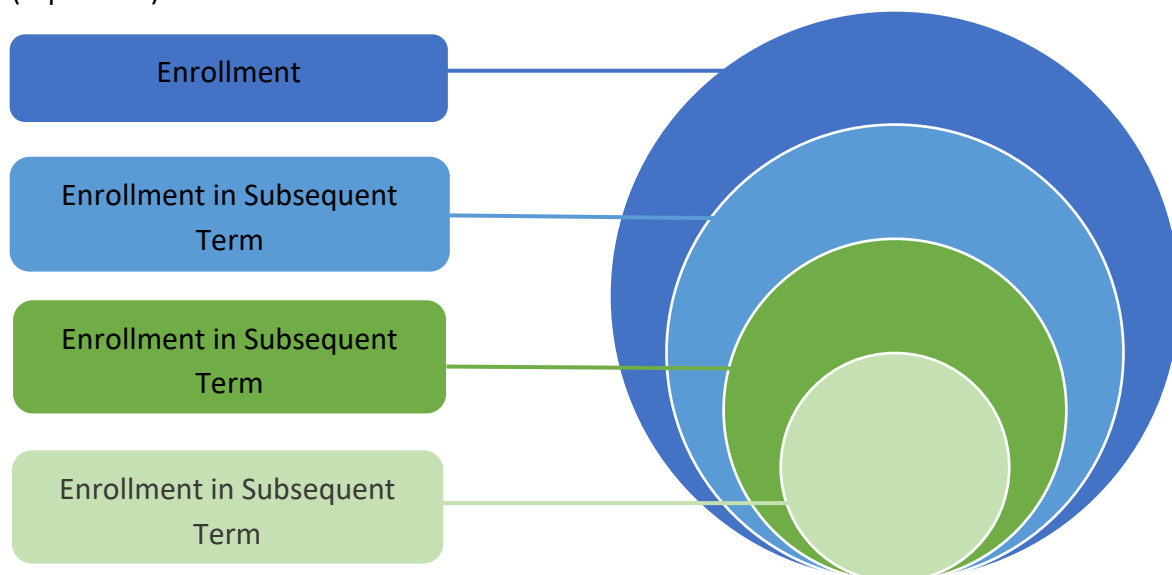 Enrollment
Enrollment in Subsequent
Term
Enrollment in Subsequent
Term
Enrollment in Subsequent
Term